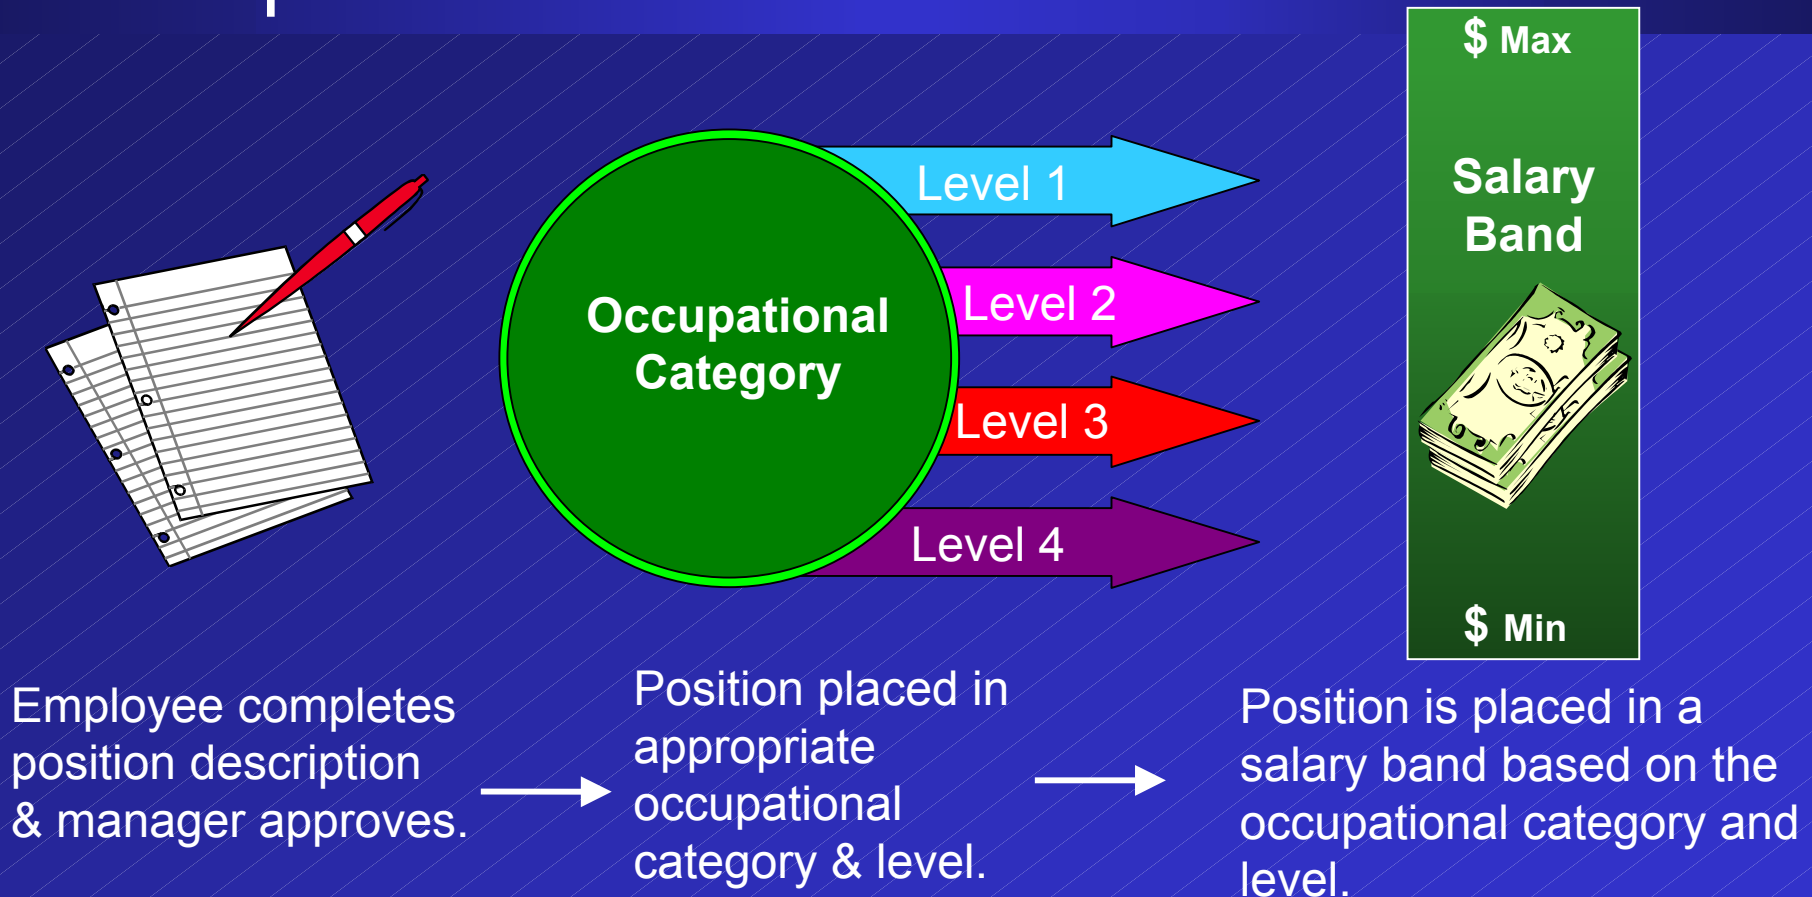 $ Max
Salary
Band
$ Min
Occupational
Category
Level 1
Level 2
Level 3
Level 4
Employee completes
position description
& manager approves.
Position placed in
appropriate
occupational
category & level.
Position is placed in a
salary band based on the
occupational category and
level.